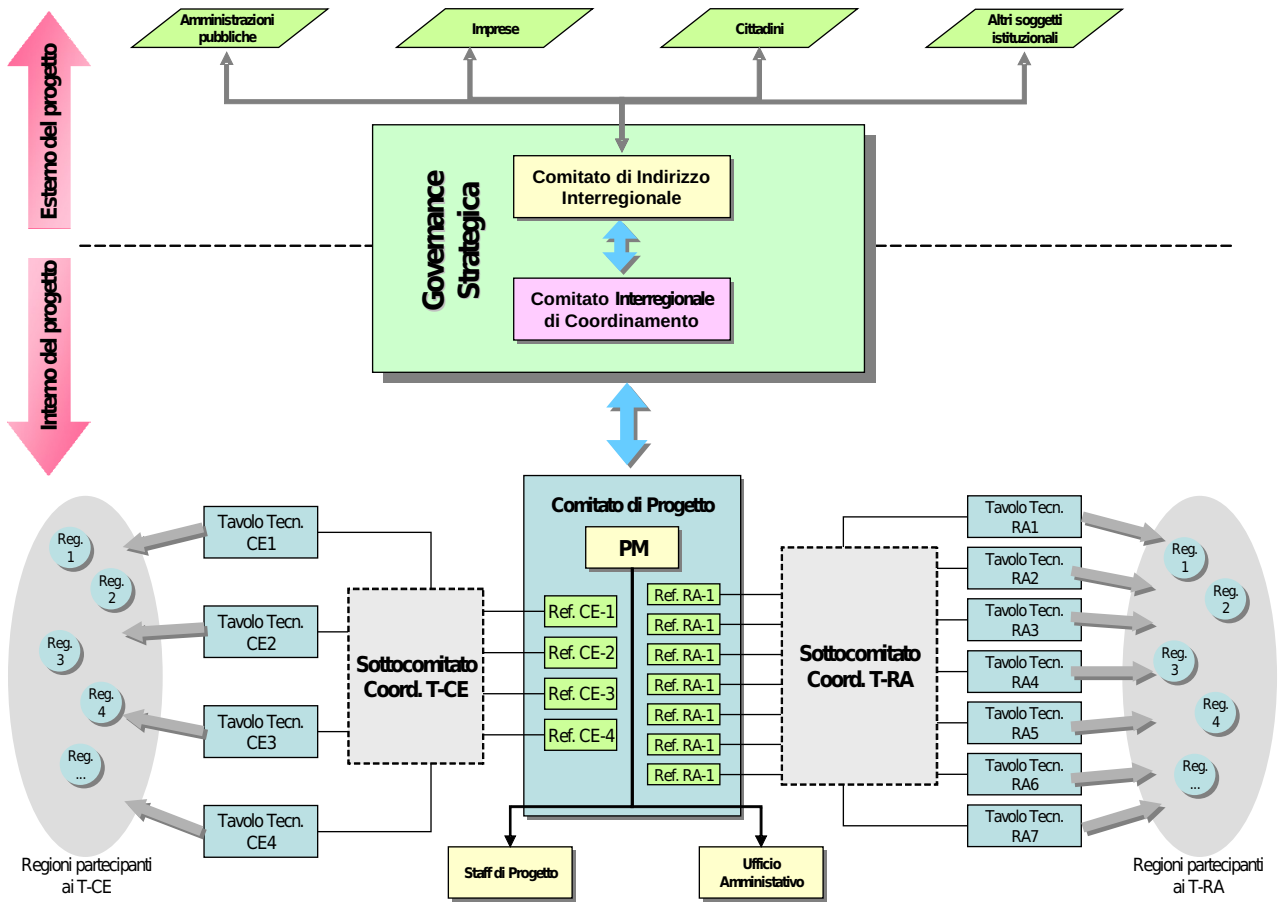 Amministrazioni
pubbliche
Imprese
Cittadini
Altri soggetti
istituzionali
Esterno del progetto
Governance
Strategica
Comitato di Indirizzo
Interregionale
Interno del progetto
Comitato Interregionale
di Coordinamento
Comitato di Progetto
PM
Ref. CE-1
Ref. CE-2
Ref. CE-3
Ref. CE-4
Ref. RA-1
Ref. RA-1
Ref. RA-1
Ref. RA-1
Ref. RA-1
Ref. RA-1
Ref. RA-1
Sottocomitato
Coord. T-CE
Sottocomitato
Coord. T-RA
Tavolo Tecn.
CE1
Tavolo Tecn.
CE2
Tavolo Tecn.
CE3
Tavolo Tecn.
CE4
Reg.
1
Reg.
2
Reg.
3
Reg.
4
Reg.
...
Regioni partecipanti
ai T-CE
Tavolo Tecn.
RA1
Tavolo Tecn.
RA2
Tavolo Tecn.
RA3
Tavolo Tecn.
RA4
Tavolo Tecn.
RA5
Tavolo Tecn.
RA6
Tavolo Tecn.
RA7
Reg.
1
Reg.
2
Reg.
3
Reg.
4
Reg.
...
Regioni partecipanti
ai T-RA
Staff di Progetto
Ufficio
Amministativo